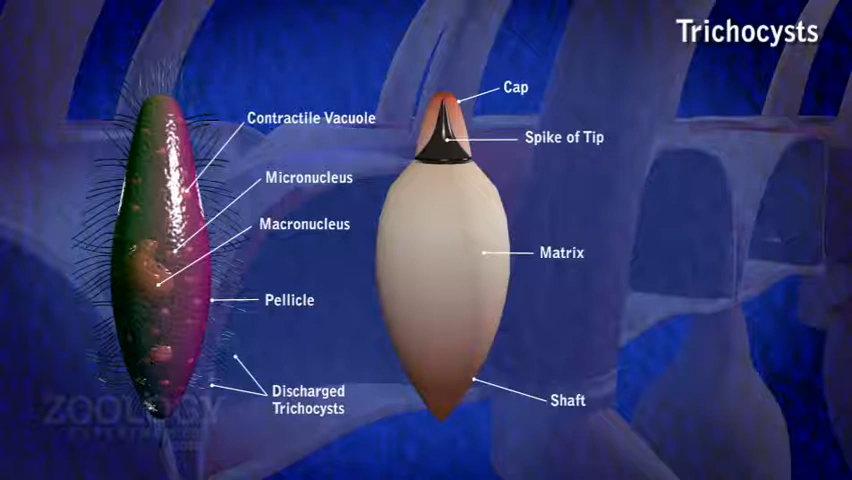 Trichocysts
Contractile Vacuole
Micronucleus
Macronucleus
Pellicle
Discharged
Trichocysts
Cap
Spike of Tip
Matrix
Shaft
ZOOLOGY